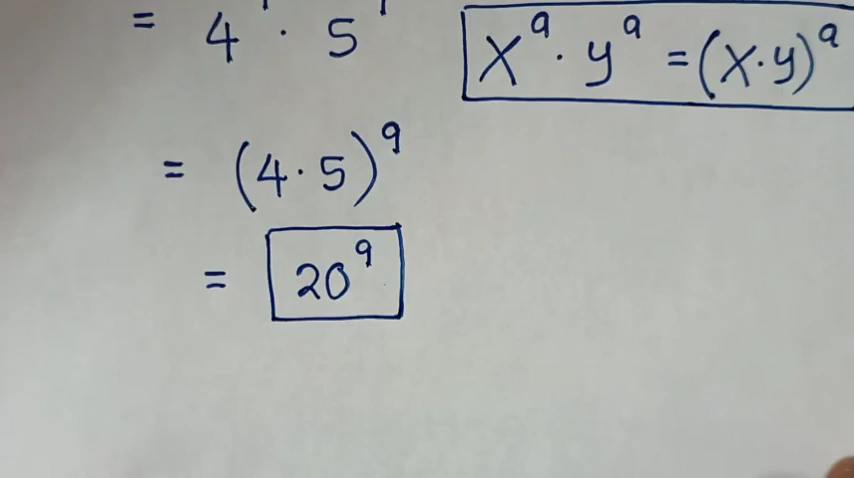 = 4 · 5
x^a · y^a = (x·y)^a
= (4 · 5)^9
= 20^9